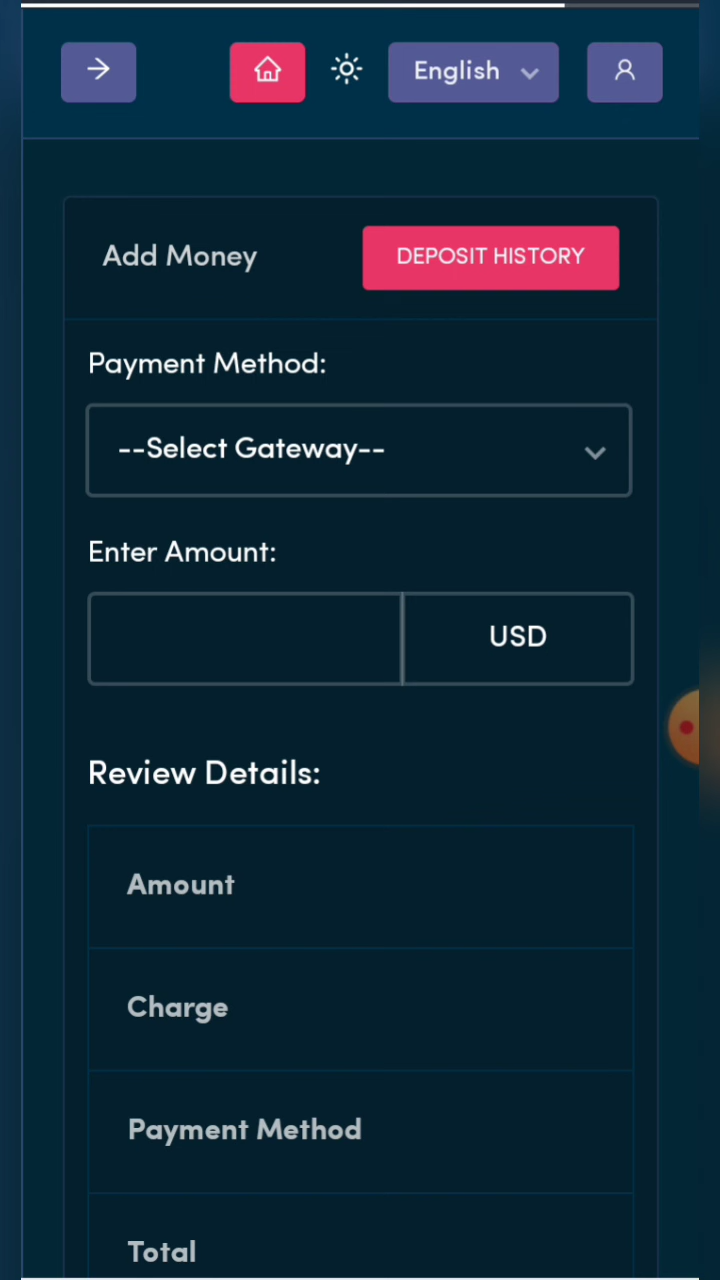 English
Add Money
DEPOSIT HISTORY
Payment Method:
--Select Gateway--
Enter Amount:
USD
Review Details:
Amount
Charge
Payment Method
Total